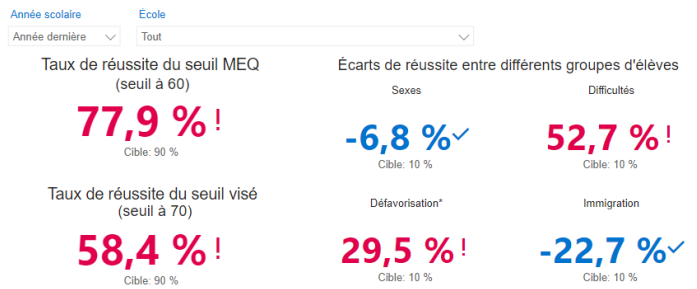 Année scolaire
École
Année dernière
Tout
Taux de réussite du seuil MEQ
(seuil à 60)
77,9 % !
Cible: 90 %
Écarts de réussite entre différents groupes d'élèves
Sexes
-6,8 %
Cible: 10 %
Difficultés
52,7 % !
Cible: 10 %
Taux de réussite du seuil visé
(seuil à 70)
58,4 % !
Cible: 90 %
Défavorisation*
29,5 % !
Cible: 10 %
Immigration
-22,7 %
Cible: 10 %